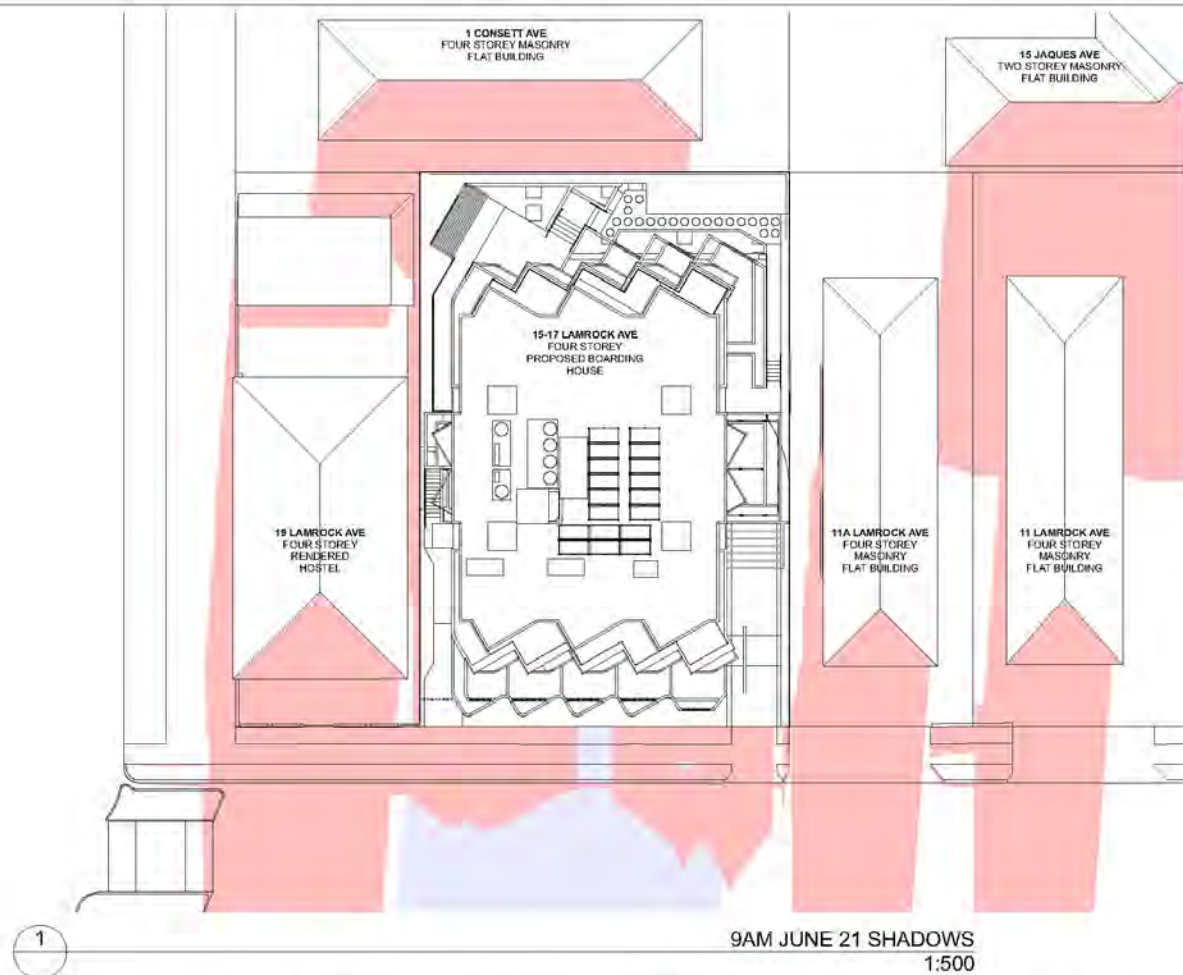 1 CONSETT AVE
FOUR STOREY MASONRY
FLAT BUILDING
15 JAQUES AVE
TWO STOREY MASONRY
FLAT BUILDING
15-17 LAMROCK AVE
FOUR STOREY
PROPOSED BOARDING
HOUSE
19 LAMROCK AVE
FOUR STOREY
RENDERED
HOSTEL
11A LAMROCK AVE
FOUR STOREY
MASONRY
FLAT BUILDING
11 LAMROCK AVE
FOUR STOREY
MASONRY
FLAT BUILDING
1
9AM JUNE 21 SHADOWS
1:500